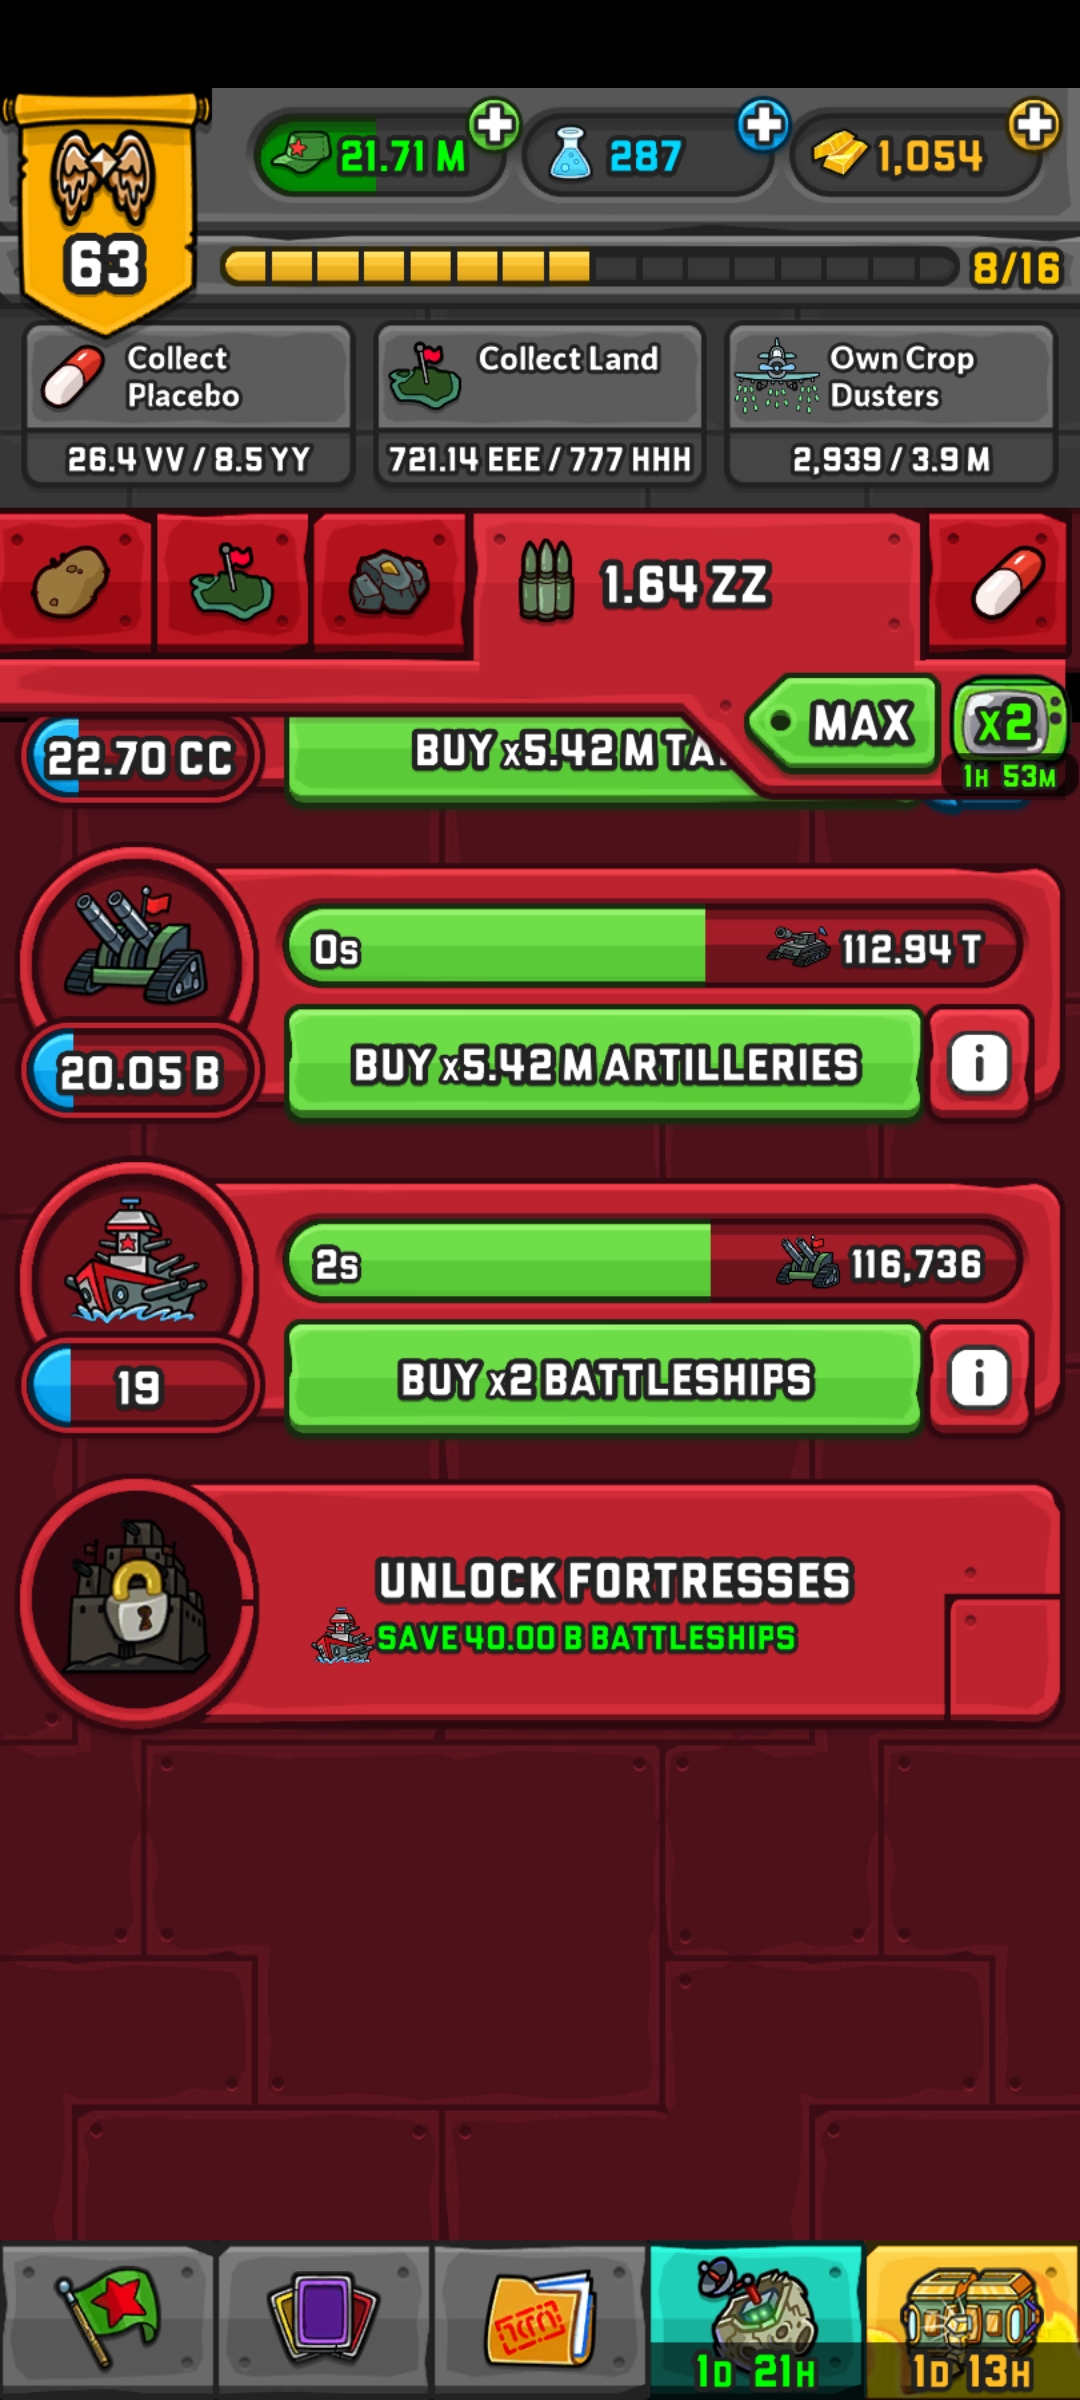 21.71 M
287
1,054
63
8/16
Collect
Placebo
26.4 VV / 8.5 YY
Collect Land
721.14 EEE / 777 HHH
Own Crop
Dusters
2,939 / 3.9 M
1.64 ZZ
MAX
x2
1H 53M
22.70 CC
BUY x5.42 M
0s
112.94 T
20.05 B
BUY x5.42 M ARTILLERIES
i
2s
116,736
19
BUY x2 BATTLESHIPS
i
UNLOCK FORTRESSES
SAVE 40.00 B BATTLESHIPS
1D 21H
1D 13H